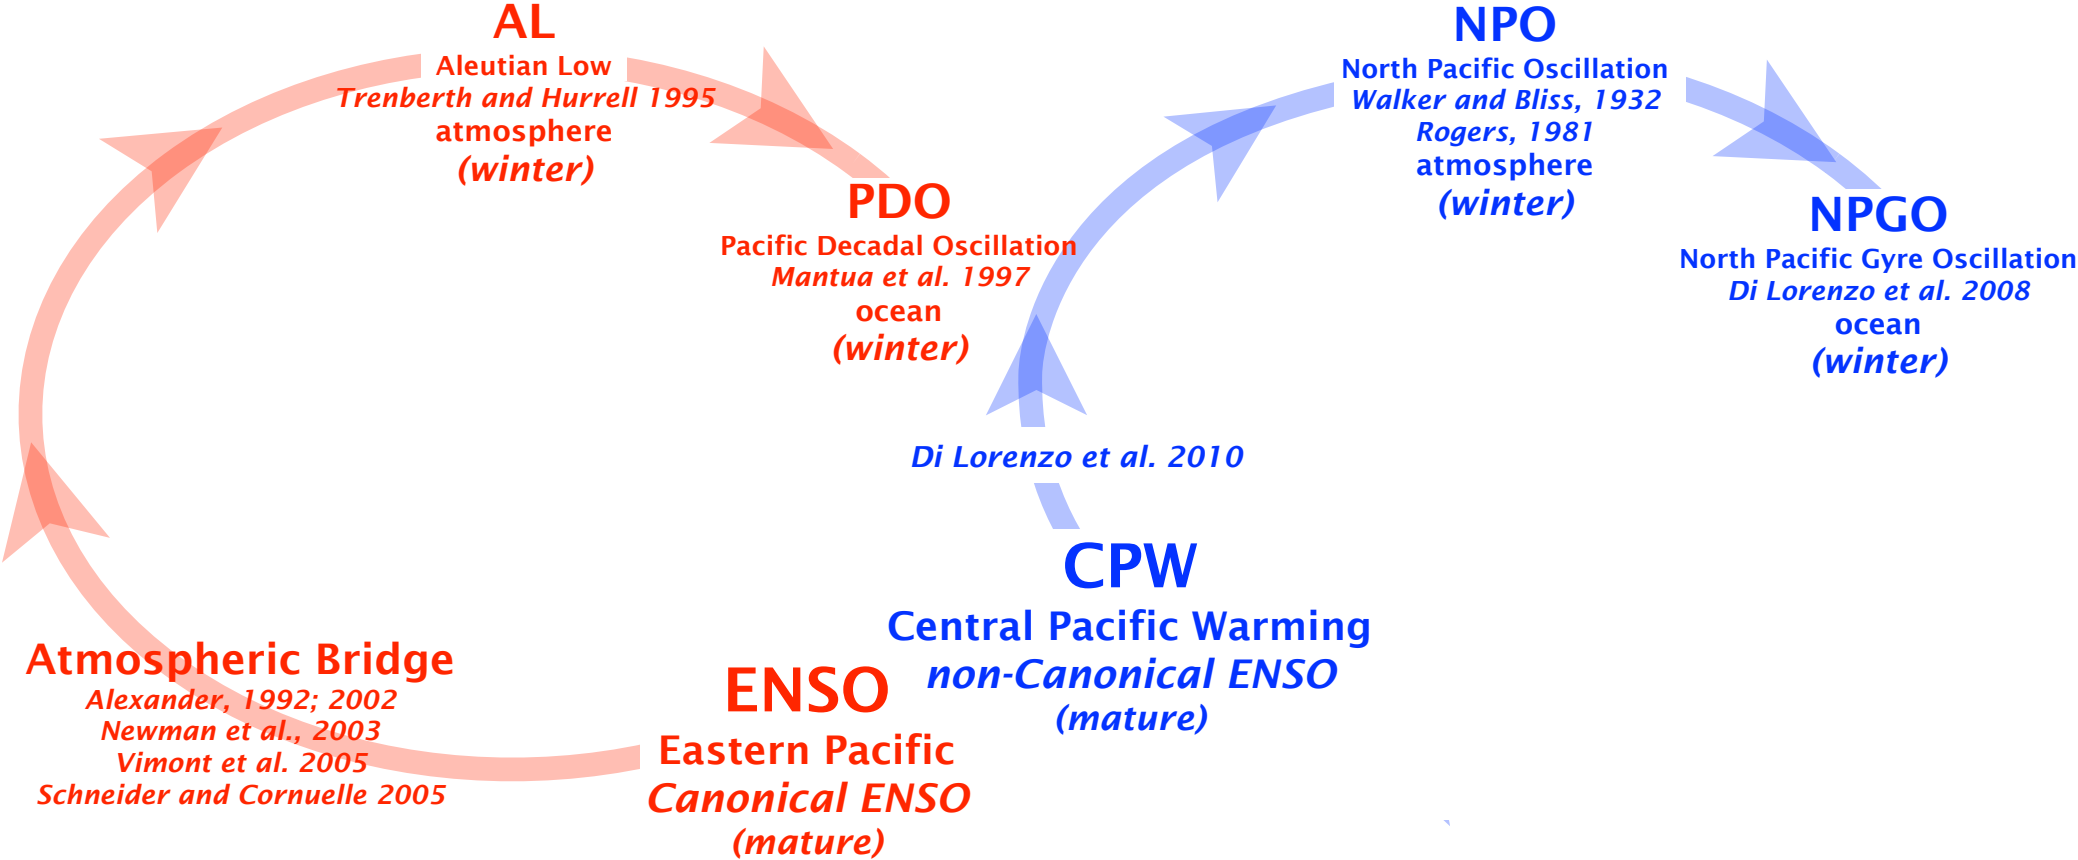 AL
Aleutian Low
Trenberth and Hurrell 1995
atmosphere
(winter)
PDO
Pacific Decadal Oscillation
Mantua et al. 1997
ocean
(winter)
Atmospheric Bridge
Alexander, 1992; 2002
Newman et al., 2003
Vimont et al. 2005
Schneider and Cornuelle 2005
ENSO
Eastern Pacific
Canonical ENSO
(mature)
NPO
North Pacific Oscillation
Walker and Bliss, 1932
Rogers, 1981
atmosphere
(winter)
NPGO
North Pacific Gyre Oscillation
Di Lorenzo et al. 2008
ocean
(winter)
Di Lorenzo et al. 2010
CPW
Central Pacific Warming
non-Canonical ENSO
(mature)